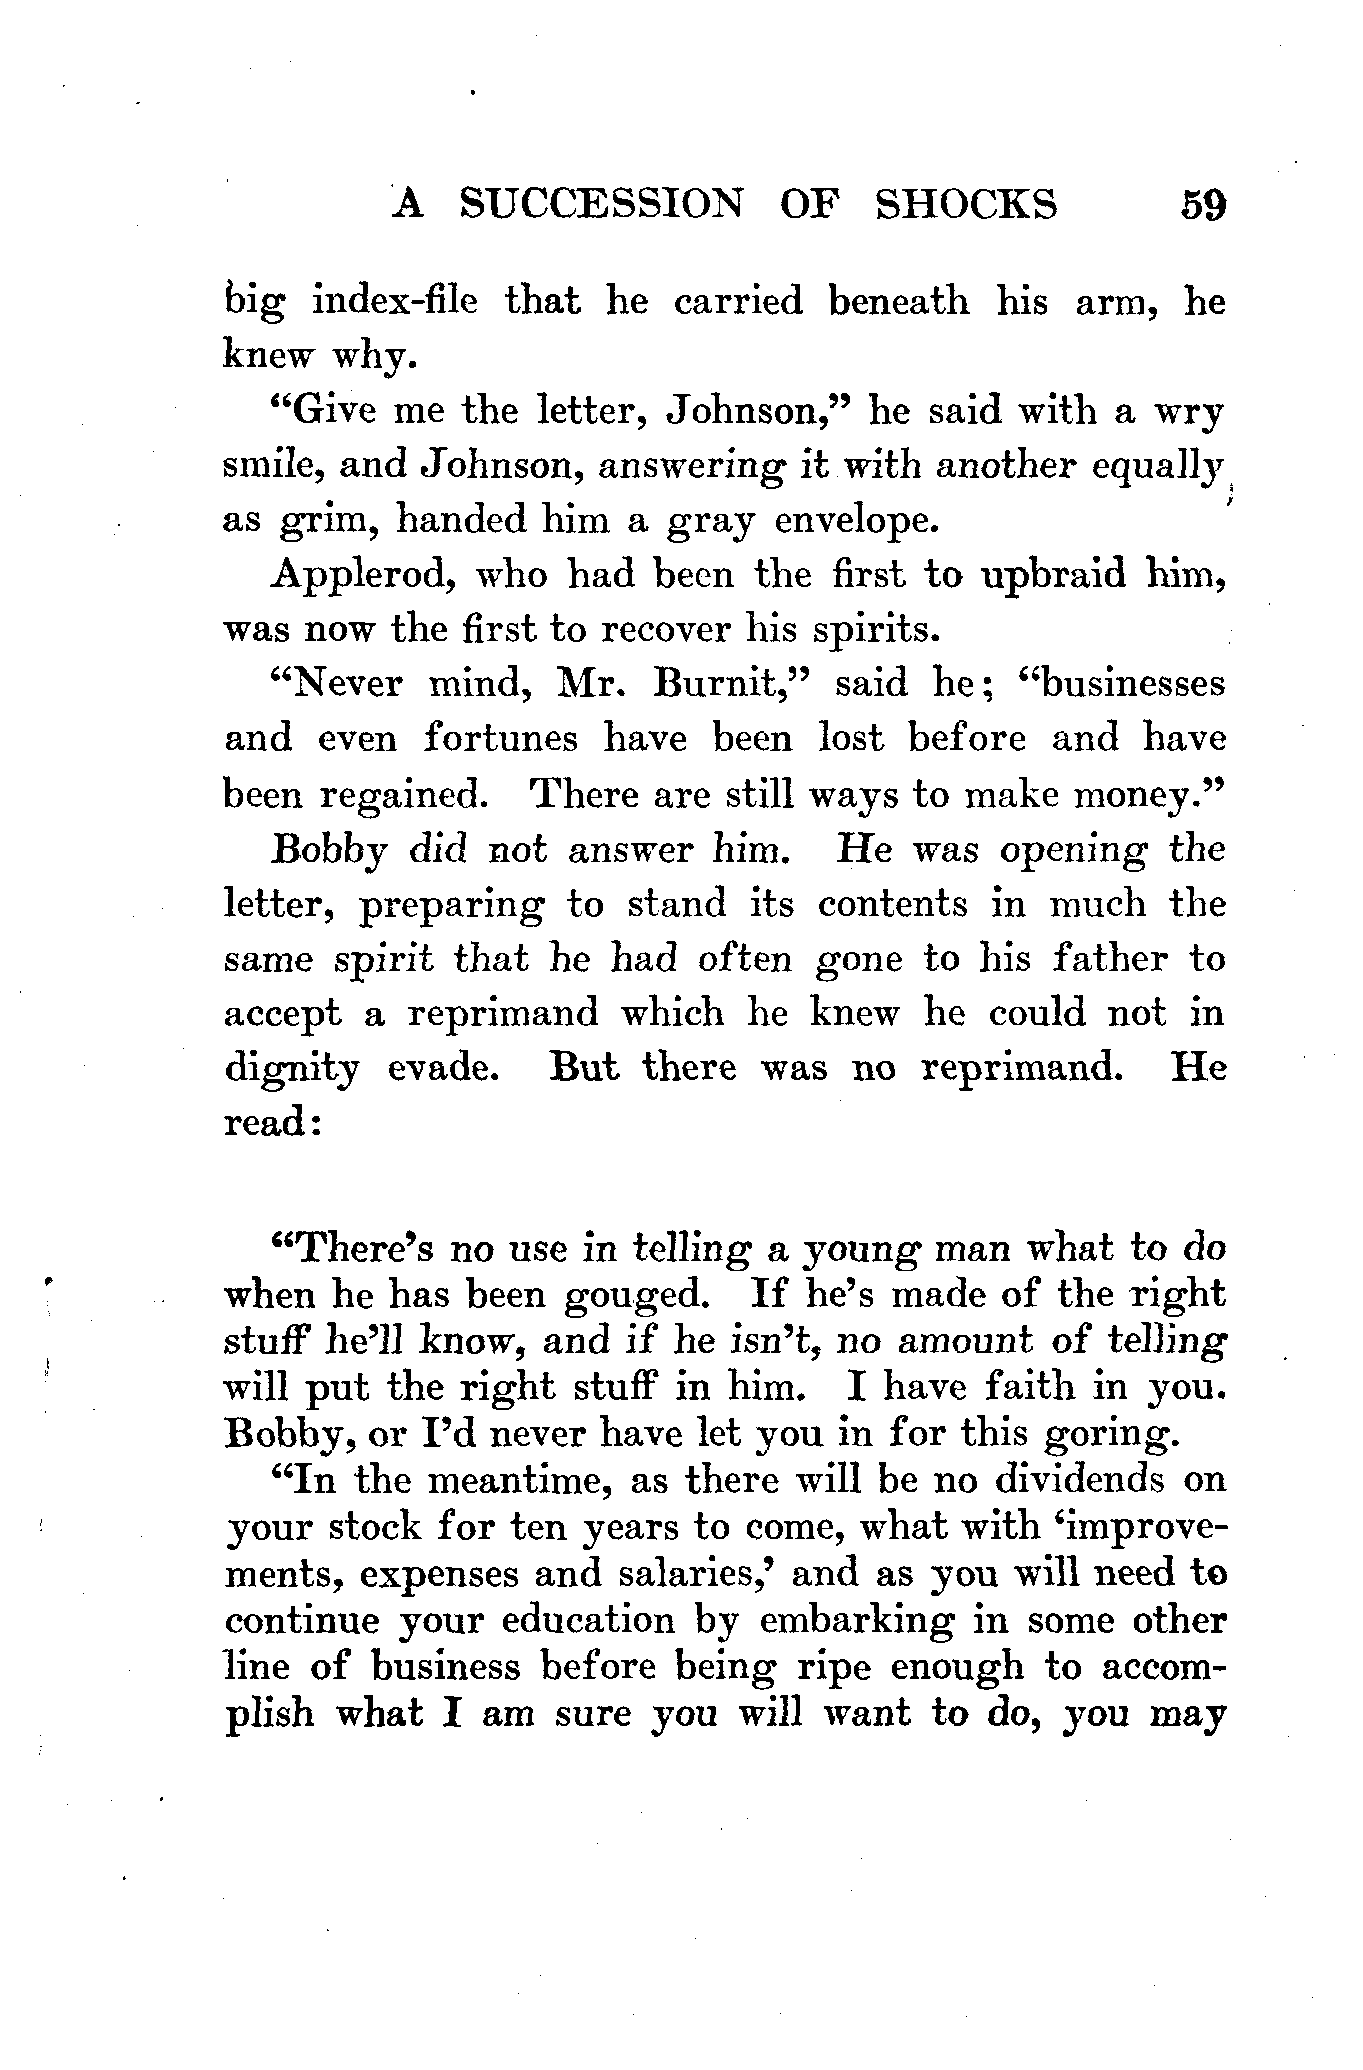 A SUCCESSION OF SHOCKS 59
big index-file that he carried beneath his arm, he
knew why.
"Give me the letter, Johnson," he said with a wry
smile, and Johnson, answering it with another equally
as grim, handed him a gray envelope.
Applerod, who had been the first to upbraid him,
was now the first to recover his spirits.
"Never mind, Mr. Burnit," said he; "businesses
and even fortunes have been lost before and have
been regained. There are still ways to make money."
Bobby did not answer him. He was opening the
letter, preparing to stand its contents in much the
same spirit that he had often gone to his father to
accept a reprimand which he knew he could not in
dignity evade. But there was no reprimand. He
read:
"There's no use in telling a young man what to do
when he has been gouged. If he's made of the right
stuff he'll know, and if he isn't, no amount of telling
will put the right stuff in him. I have faith in you.
Bobby, or I'd never have let you in for this goring.
"In the meantime, as there will be no dividends on
your stock for ten years to come, what with 'improve-
ments, expenses and salaries,' and as you will need to
continue your education by embarking in some other
line of business before being ripe enough to accom-
plish what I am sure you will want to do, you may